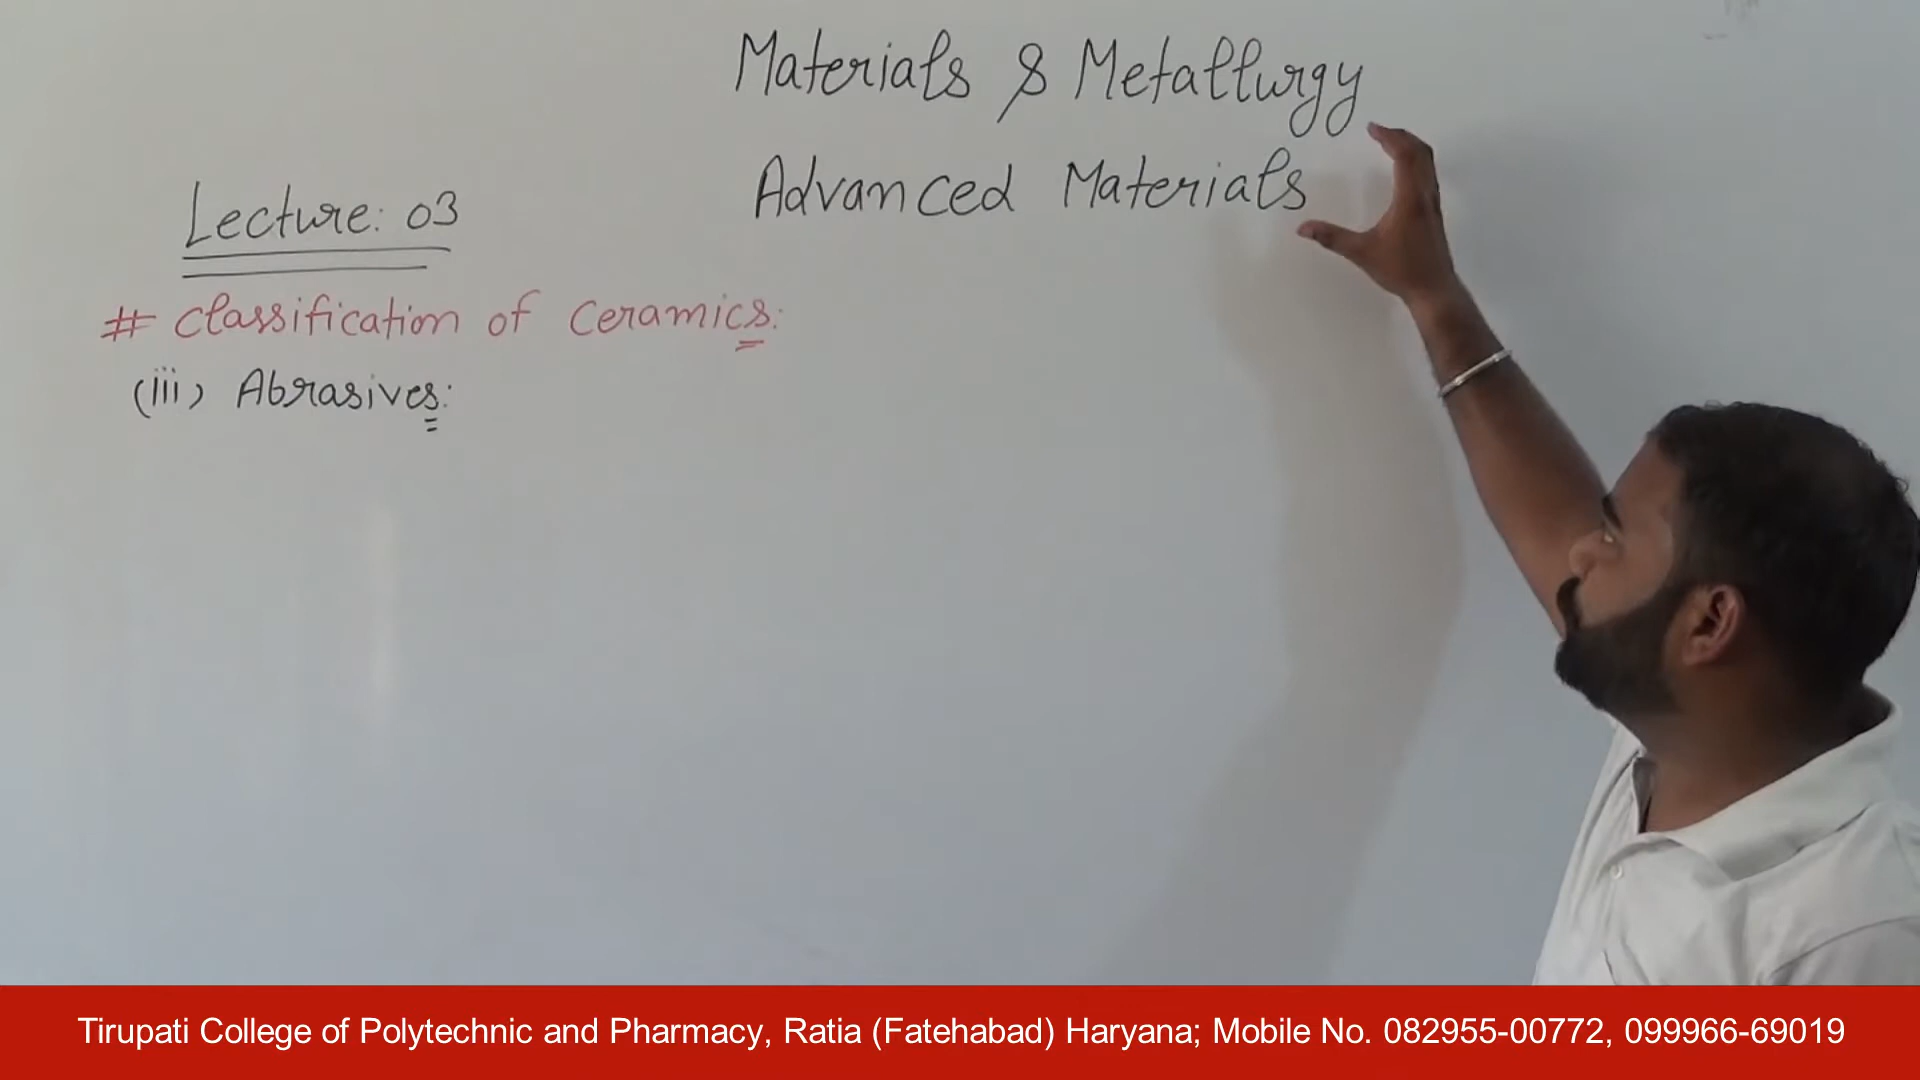 Materials & Metallurgy
Advanced Materials
Lecture: 03
# Classification of Ceramics:
(iii) Abrasives:
Tirupati College of Polytechnic and Pharmacy, Ratia (Fatehabad) Haryana; Mobile No. 082955-00772, 099966-69019